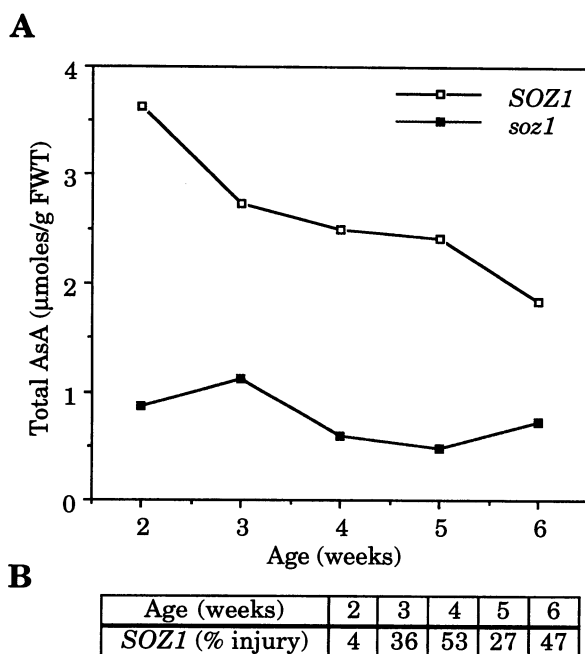 A
4
3
2
1
0
Total AsA (µmoles/g FWT)
SOZ1
soz1
2 3 4 5 6
Age (weeks)
B
Age (weeks) 2 3 4 5 6
SOZ1 (% injury) 4 36 53 27 47